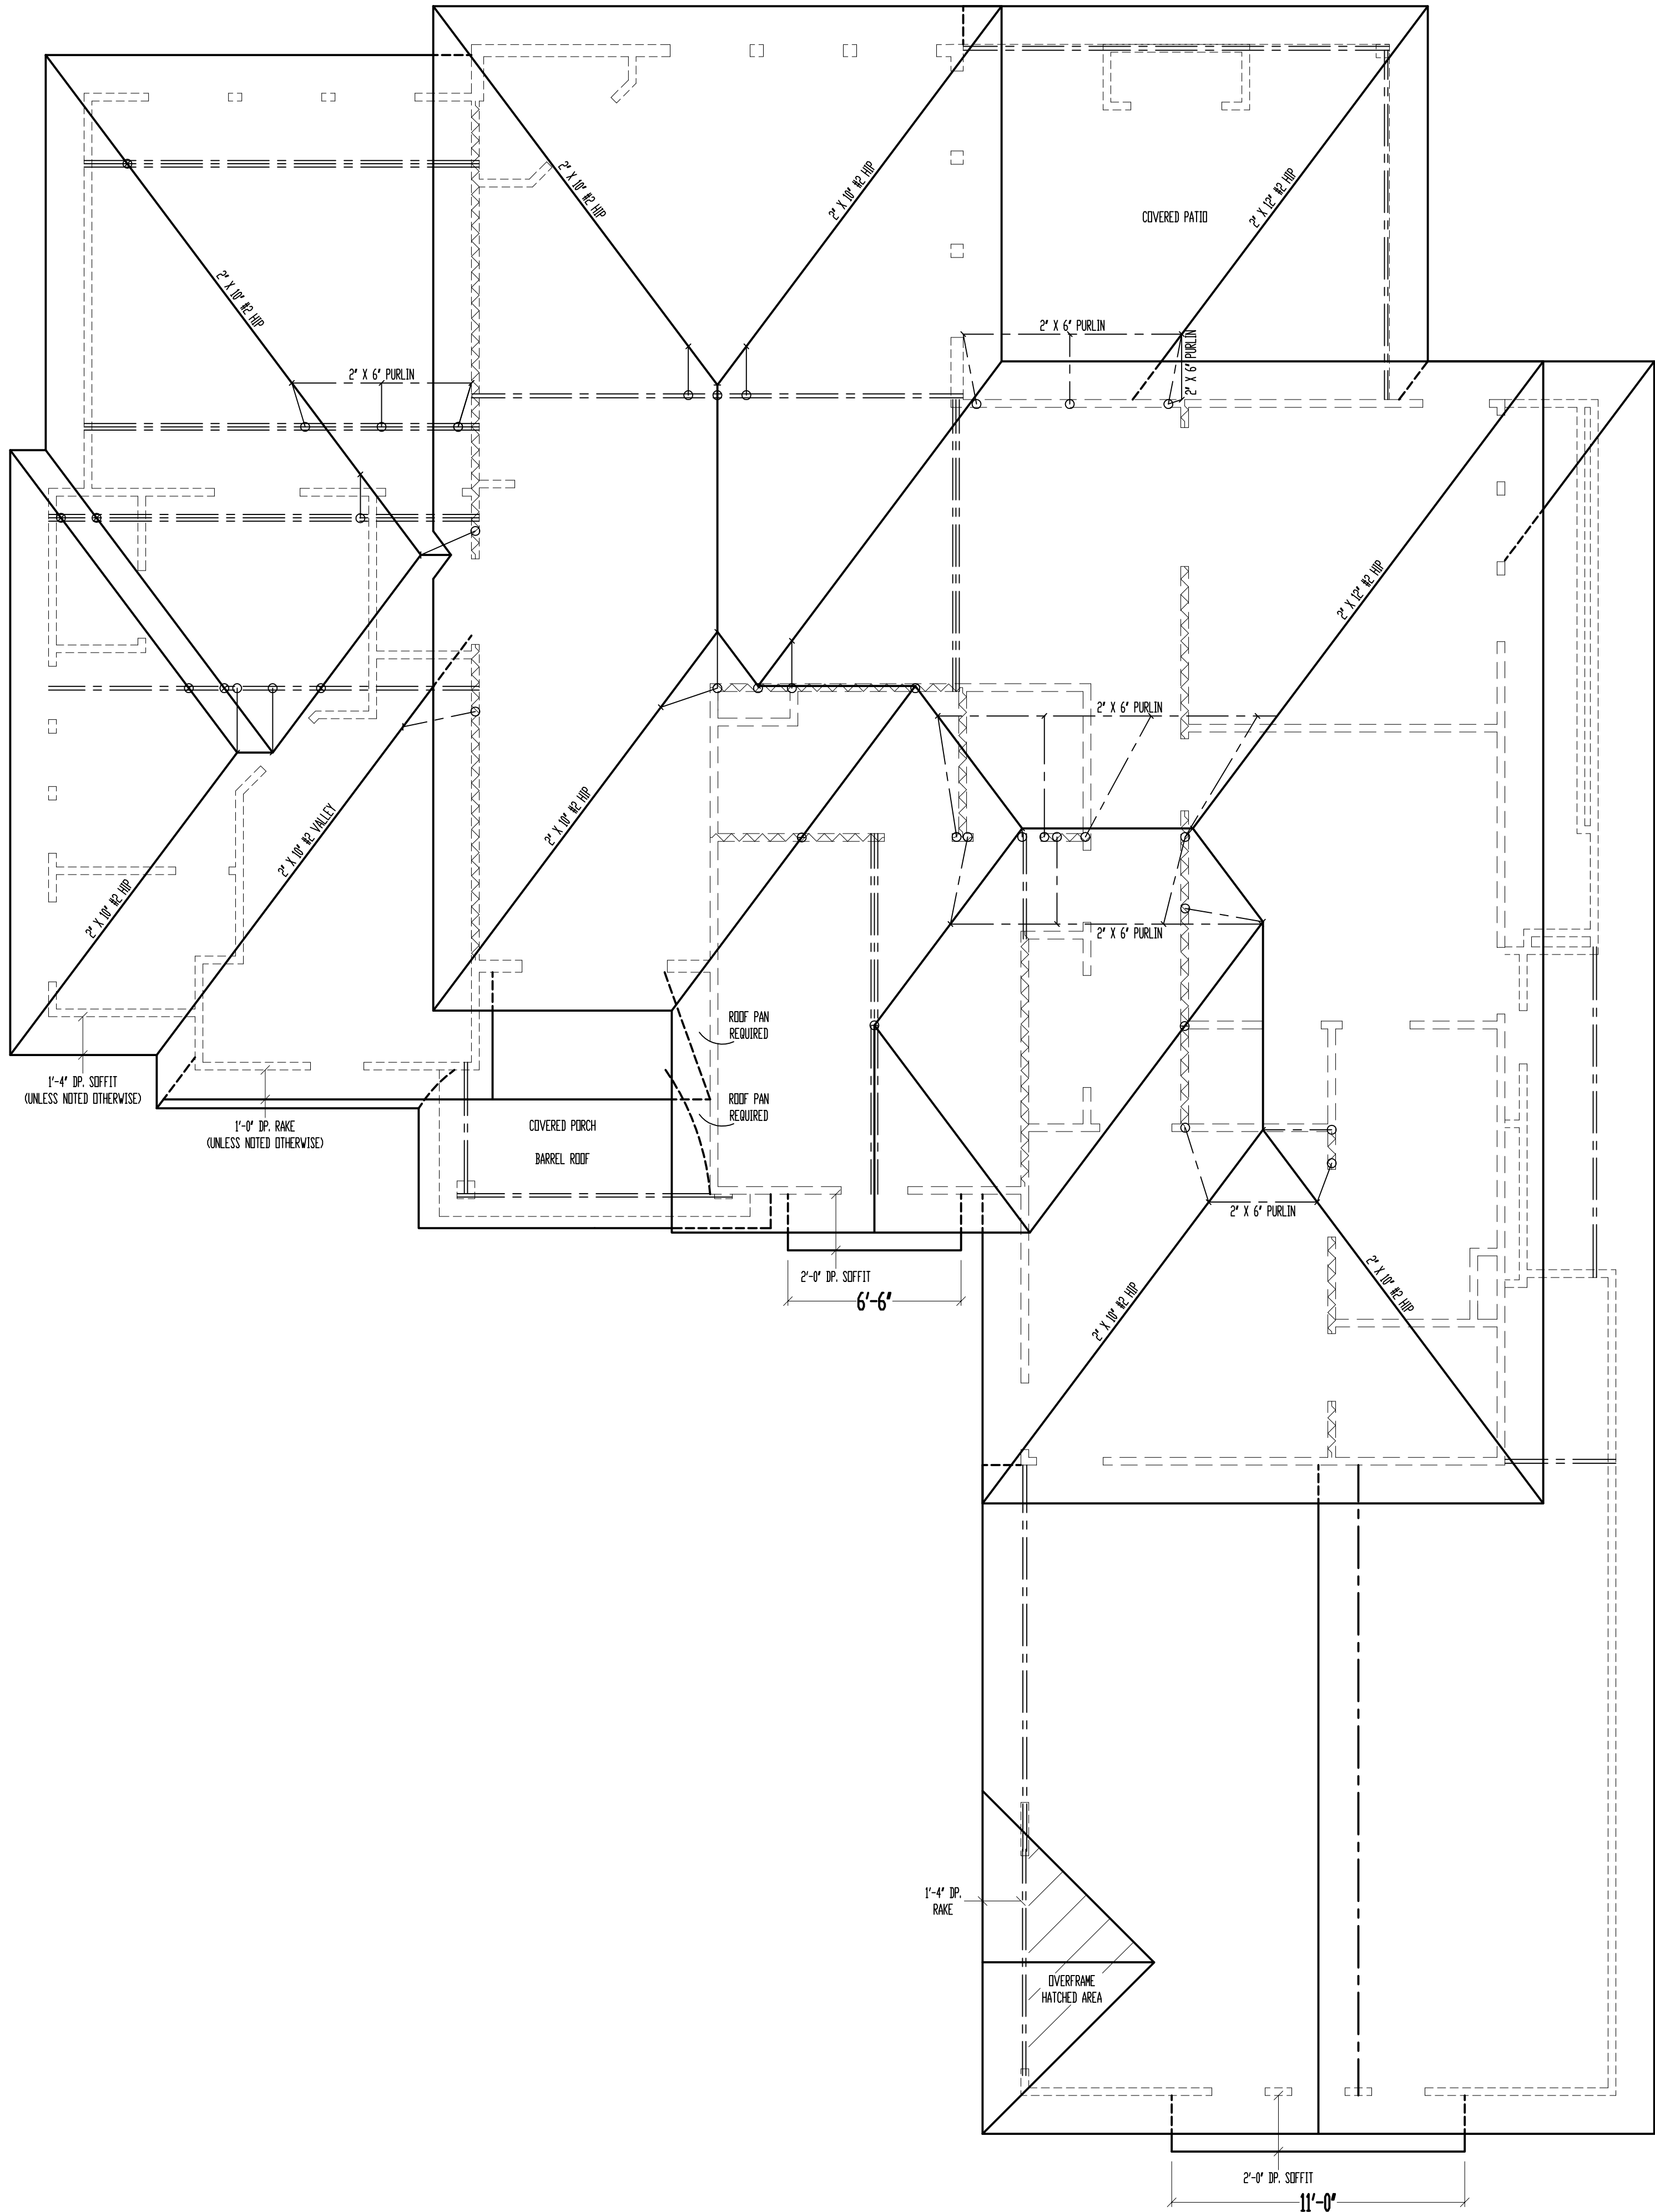 2" X 10" #2 HIP
2" X 10" #2 HIP
2" X 12" #2 HIP
COVERED PATIO
2" X 10" #2 HIP
2" X 6" PURLIN
2" X 6" PURLIN
2" X 6" PURLIN
2" X 12" #2 HIP
2" X 6" PURLIN
2" X 10" #2 VALLEY
2" X 10" #2 HIP
2" X 10" #2 HIP
2" X 6" PURLIN
ROOF PAN
REQUIRED
1'-4" DP. SOFFIT
(UNLESS NOTED OTHERWISE)
1'-0" DP. RAKE
(UNLESS NOTED OTHERWISE)
ROOF PAN
REQUIRED
COVERED PORCH
BARREL ROOF
2" X 6" PURLIN
2'-0" DP. SOFFIT
6'-6"
2" X 10" #2 HIP
2" X 10" #2 HIP
1'-4" DP.
RAKE
OVERFRAME
HATCHED AREA
2'-0" DP. SOFFIT
11'-0"